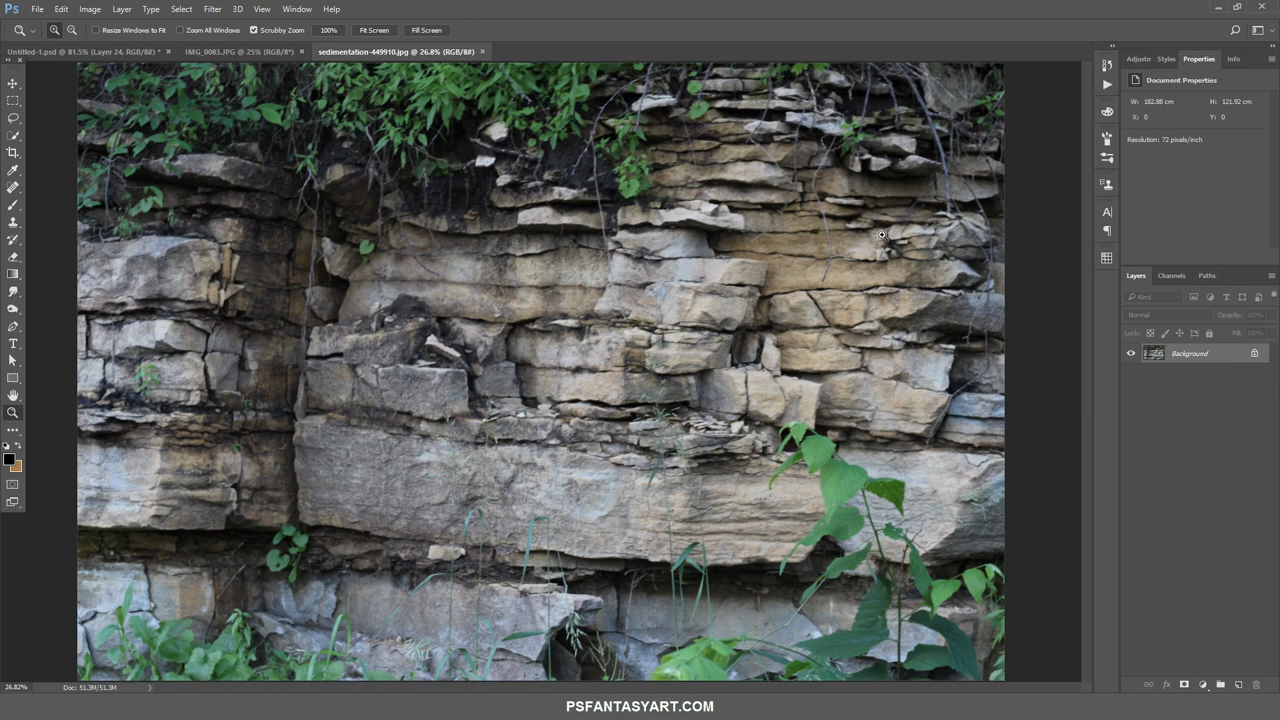 Ps File Edit Image Layer Type Select Filter 3D View Window Help
Resize Windows to Fit Zoom All Windows Scrubby Zoom 100% Fit Screen Fill Screen
Untitled-1.psd @ 81.5% (Layer 24, RGB/8#) * × IMG_0083.JPG @ 25% (RGB/8*) × sedimentation-449910.jpg @ 26.8% (RGB/8#) ×
Adjustm Styles Properties Info
Document Properties
W: 182.88 cm H: 121.92 cm
X: 0 Y: 0
Resolution: 72 pixels/inch
Layers Channels Paths
Kind
Normal Opacity: 100%
Lock: Fill: 100%
Background
26.82% Doc: 51.3M/51.3M
PSFANTASYART.COM